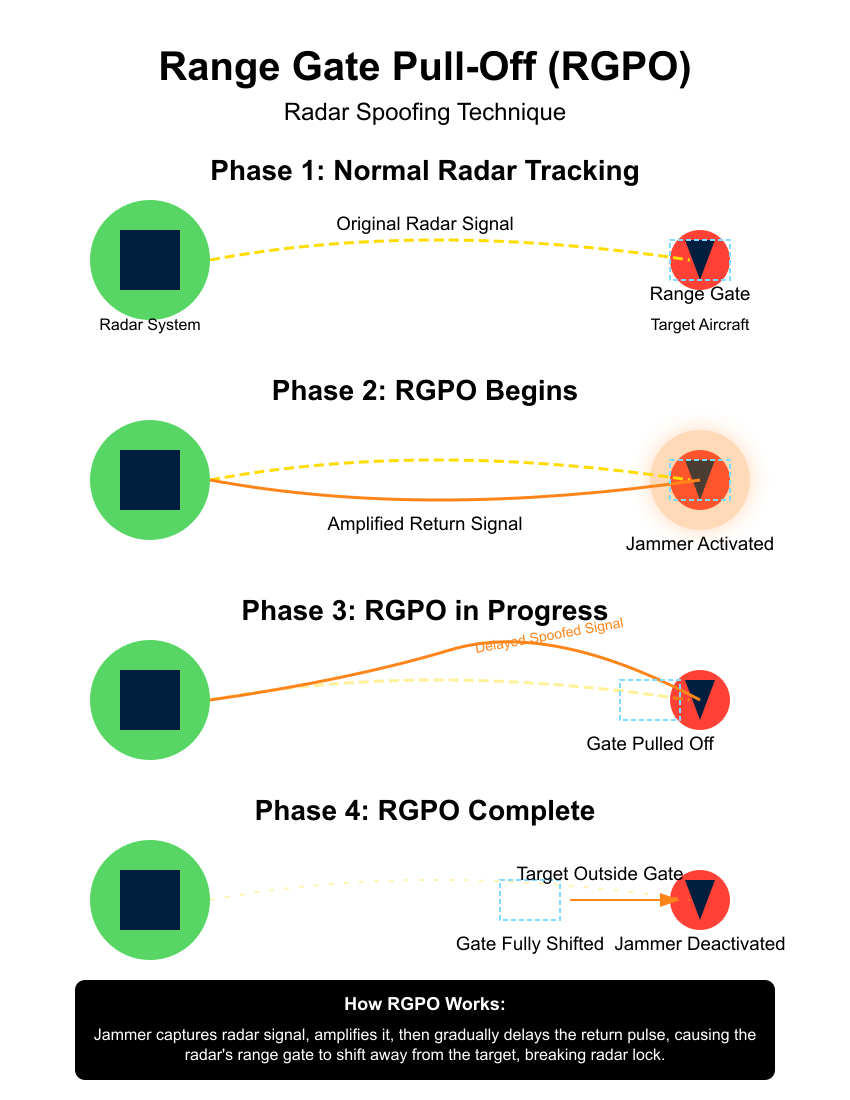 Range Gate Pull-Off (RGPO)
Radar Spoofing Technique
Phase 1: Normal Radar Tracking
Original Radar Signal
Range Gate
Radar System
Target Aircraft
Phase 2: RGPO Begins
Amplified Return Signal
Jammer Activated
Phase 3: RGPO in Progress
Delayed Spoofed Signal
Gate Pulled Off
Phase 4: RGPO Complete
Target Outside Gate
Gate Fully Shifted
Jammer Deactivated
How RGPO Works:
Jammer captures radar signal, amplifies it, then gradually delays the return pulse, causing the
radar's range gate to shift away from the target, breaking radar lock.